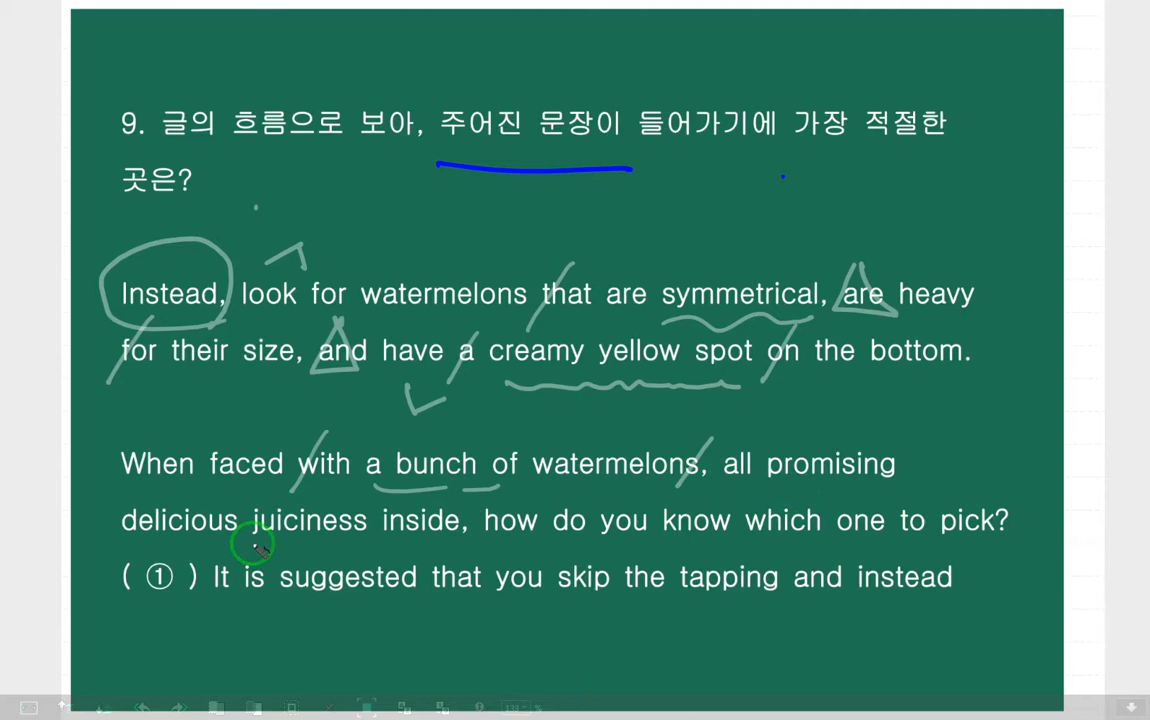 9. 글의 흐름으로 보아, 주어진 문장이 들어가기에 가장 적절한
곳은?
Instead, look for watermelons that are symmetrical, are heavy
for their size, and have a creamy yellow spot on the bottom.
When faced with a bunch of watermelons, all promising
delicious juiciness inside, how do you know which one to pick?
( ① ) It is suggested that you skip the tapping and instead
133 %